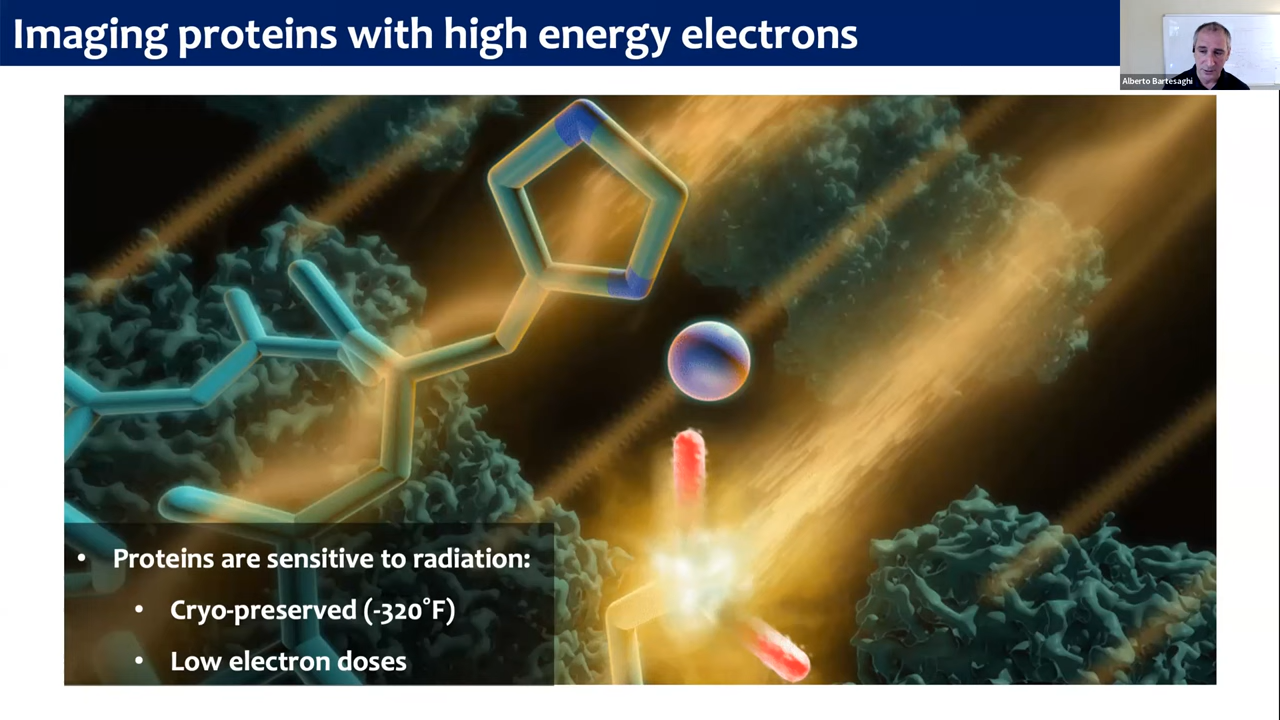 Imaging proteins with high energy electrons
Alberto Bartesaghi
• Proteins are sensitive to radiation:
• Cryo-preserved (-320°F)
• Low electron doses